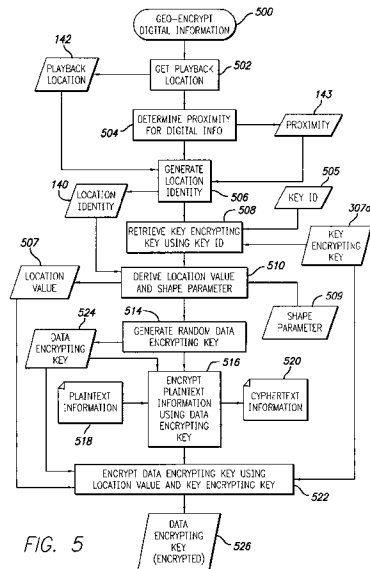 500
GEO-ENCRYPT
DIGITAL INFORMATION
142
PLAYBACK
LOCATION
GET PLAYBACK
LOCATION
502
DETERMINE PROXIMITY
FOR DIGITAL INFO
504
143
PROXIMITY
GENERATE
LOCATION
IDENTITY
506
140
LOCATION
IDENTITY
505
KEY ID
508
RETRIEVE KEY ENCRYPTING
KEY USING KEY ID
307a
KEY
ENCRYPTING
KEY
507
LOCATION
VALUE
DERIVE LOCATION VALUE
AND SHAPE PARAMETER
510
509
SHAPE
PARAMETER
514
GENERATE RANDOM DATA
ENCRYPTING KEY
524
DATA
ENCRYPTING
KEY
516
ENCRYPT
PLAINTEXT
INFORMATION
USING DATA
ENCRYPTING
KEY
520
CYPHERTEXT
INFORMATION
PLAINTEXT
INFORMATION
518
ENCRYPT DATA ENCRYPTING KEY USING
LOCATION VALUE AND KEY ENCRYPTING KEY
522
DATA
ENCRYPTING
KEY
(ENCRYPTED)
526
FIG. 5